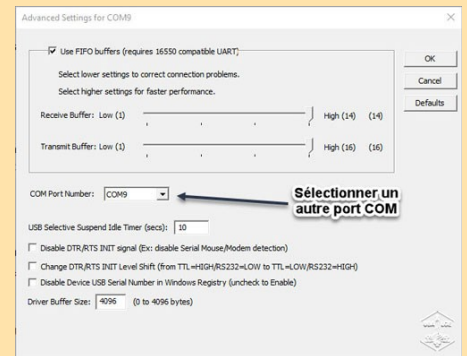 Advanced Settings for COM9
Use FIFO buffers (requires 16550 compatible UART)
OK
Select lower settings to correct connection problems.
Cancel
Select higher settings for faster performance.
Defaults
Receive Buffer: Low (1) High (14) (14)
Transmit Buffer: Low (1) High (16) (16)
COM Port Number: COM9
Sélectionner un
autre port COM
USB Selective Suspend Idle Timer (secs): 10
Disable DTR/RTS INIT signal (Ex: disable Serial Mouse/Modem detection)
Change DTR/RTS INIT Level Shift (from TTL=HIGH/RS232=LOW to TTL=LOW/RS232=HIGH)
Disable Device USB Serial Number in Windows Registry (uncheck to Enable)
Driver Buffer Size: 4096 (0 to 4096 bytes)